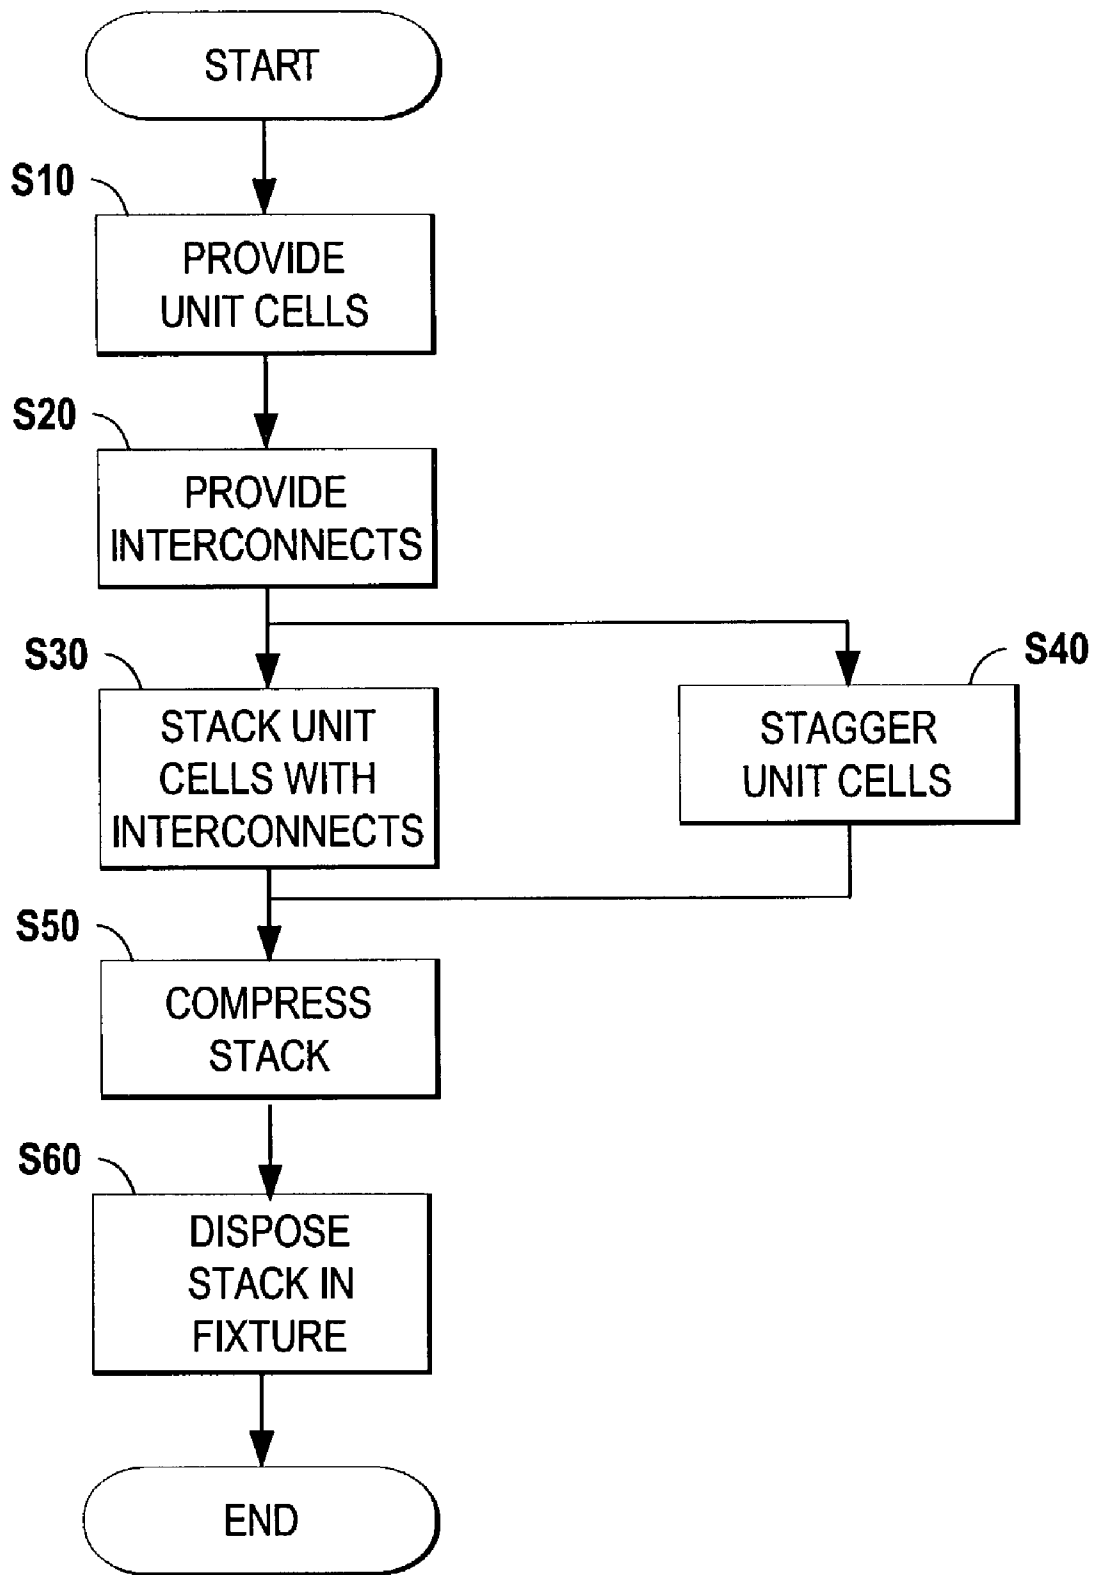 START
S10
PROVIDE
UNIT CELLS
S20
PROVIDE
INTERCONNECTS
S30
STACK UNIT
CELLS WITH
INTERCONNECTS
S40
STAGGER
UNIT CELLS
S50
COMPRESS
STACK
S60
DISPOSE
STACK IN
FIXTURE
END